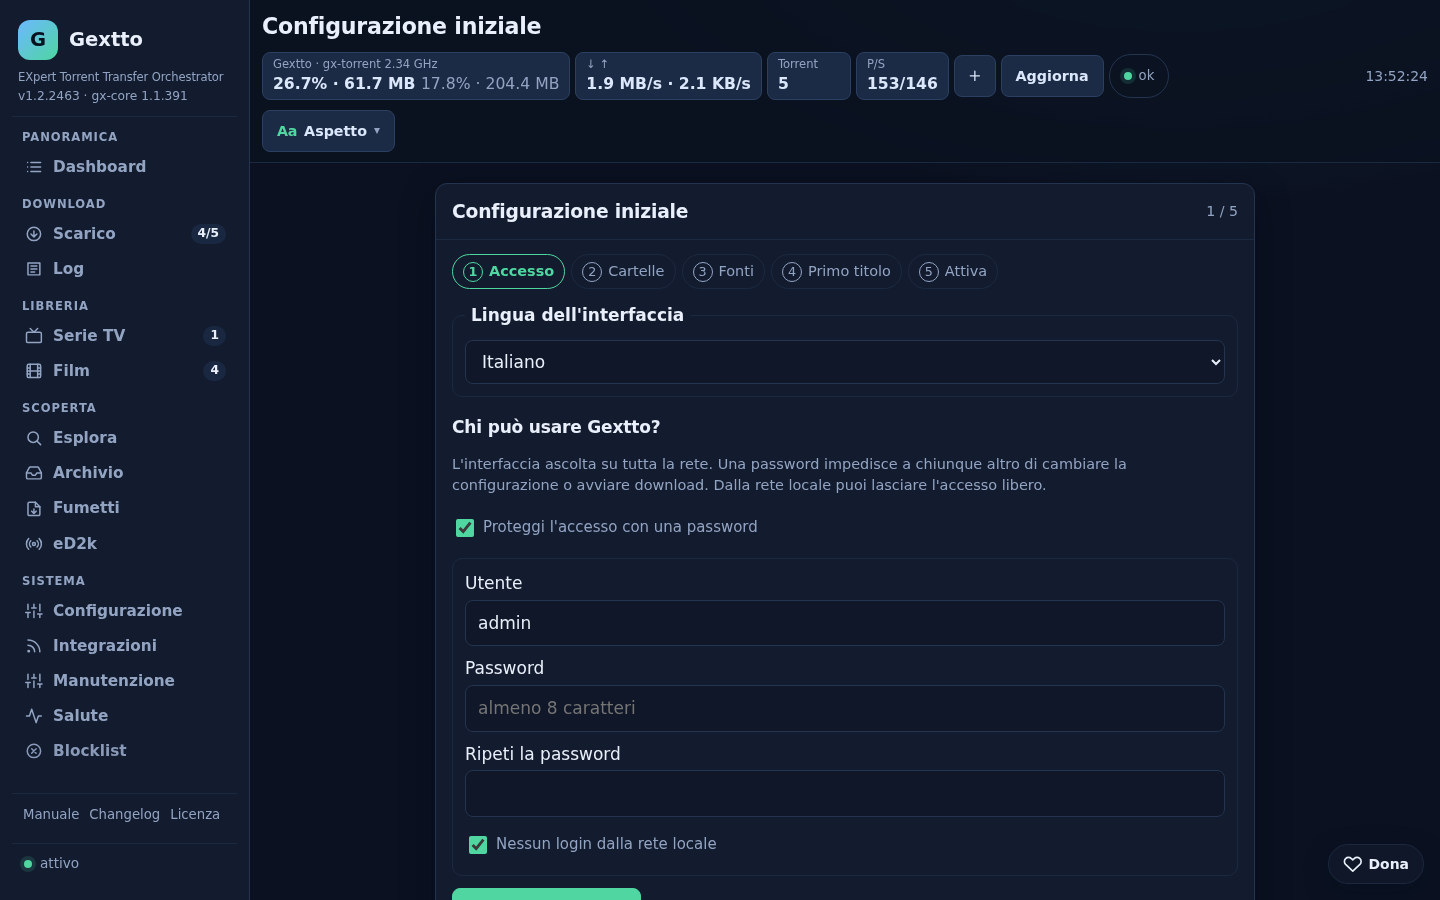 G Gextto
EXpert Torrent Transfer Orchestrator
v1.2.2463 · gx-core 1.1.391
PANORAMICA
Dashboard
DOWNLOAD
Scarico 4/5
Log
LIBRERIA
Serie TV 1
Film 4
SCOPERTA
Esplora
Archivio
Fumetti
eD2k
SISTEMA
Configurazione
Integrazioni
Manutenzione
Salute
Blocklist
Manuale Changelog Licenza
attivo
Configurazione iniziale
Gextto · gx-torrent 2.34 GHz
26.7% · 61.7 MB 17.8% · 204.4 MB
↓ ↑
1.9 MB/s · 2.1 KB/s
Torrent
5
P/S
153/146
+
Aggiorna
ok
13:52:24
Aa Aspetto ▾
Configurazione iniziale 1 / 5
1 Accesso 2 Cartelle 3 Fonti 4 Primo titolo 5 Attiva
Lingua dell'interfaccia
Italiano
Chi può usare Gextto?
L'interfaccia ascolta su tutta la rete. Una password impedisce a chiunque altro di cambiare la
configurazione o avviare download. Dalla rete locale puoi lasciare l'accesso libero.
Proteggi l'accesso con una password
Utente
admin
Password
almeno 8 caratteri
Ripeti la password
Nessun login dalla rete locale
Dona